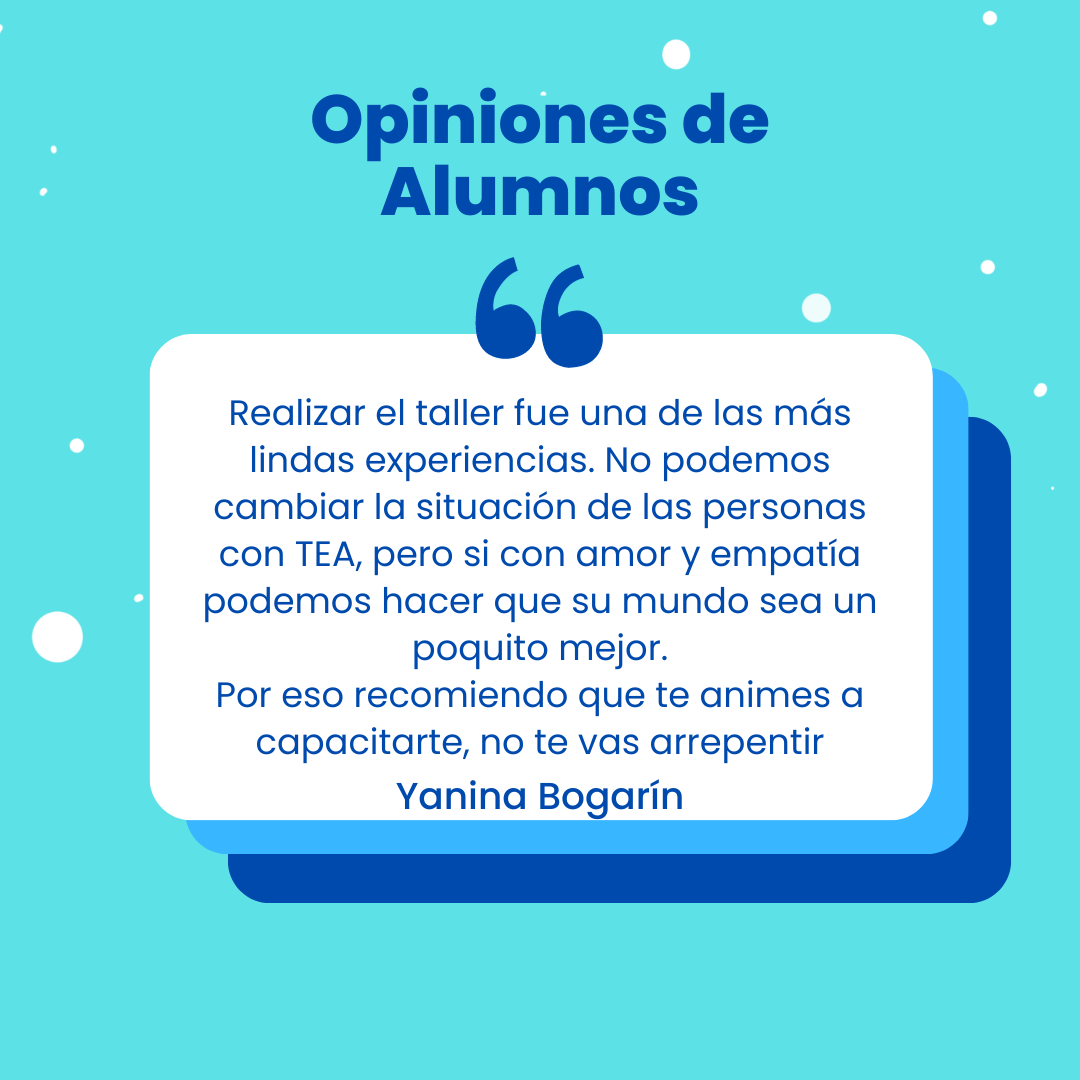 Opiniones de
Alumnos
“
Realizar el taller fue una de las más
lindas experiencias. No podemos
cambiar la situación de las personas
con TEA, pero si con amor y empatía
podemos hacer que su mundo sea un
poquito mejor.
Por eso recomiendo que te animes a
capacitarte, no te vas arrepentir
Yanina Bogarín